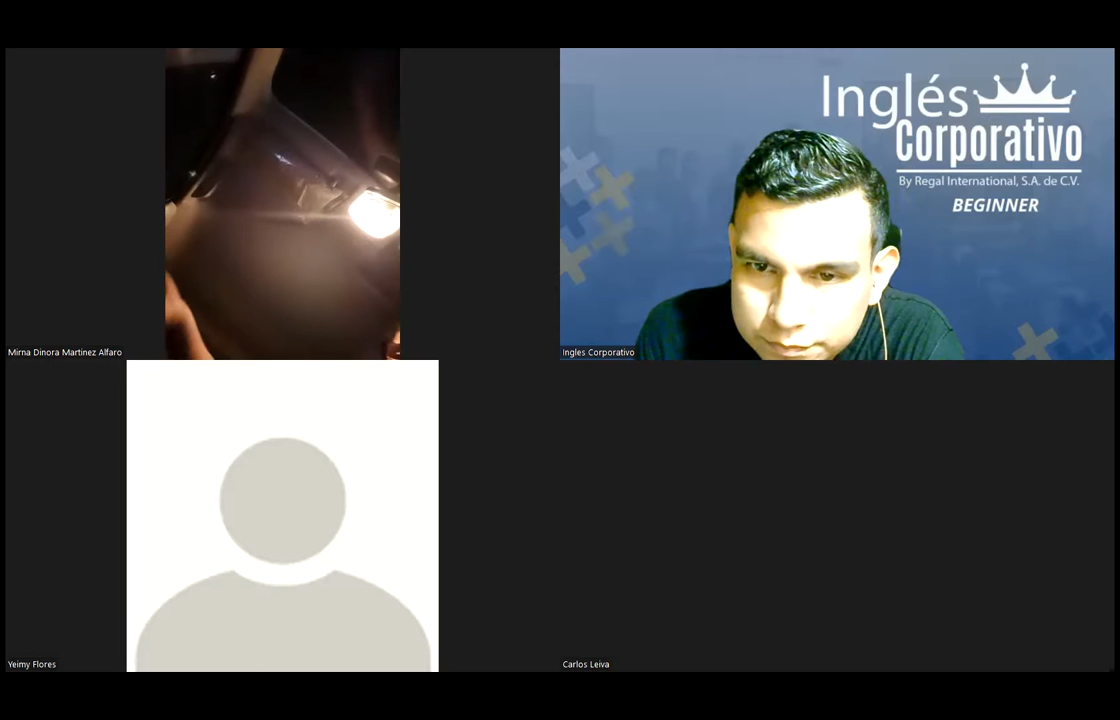 Inglés
Corporativo
By Regal International, S.A. de C.V.
BEGINNER
Mirna Dinora Martinez Alfaro
Ingles Corporativo
Yeimy Flores
Carlos Leiva